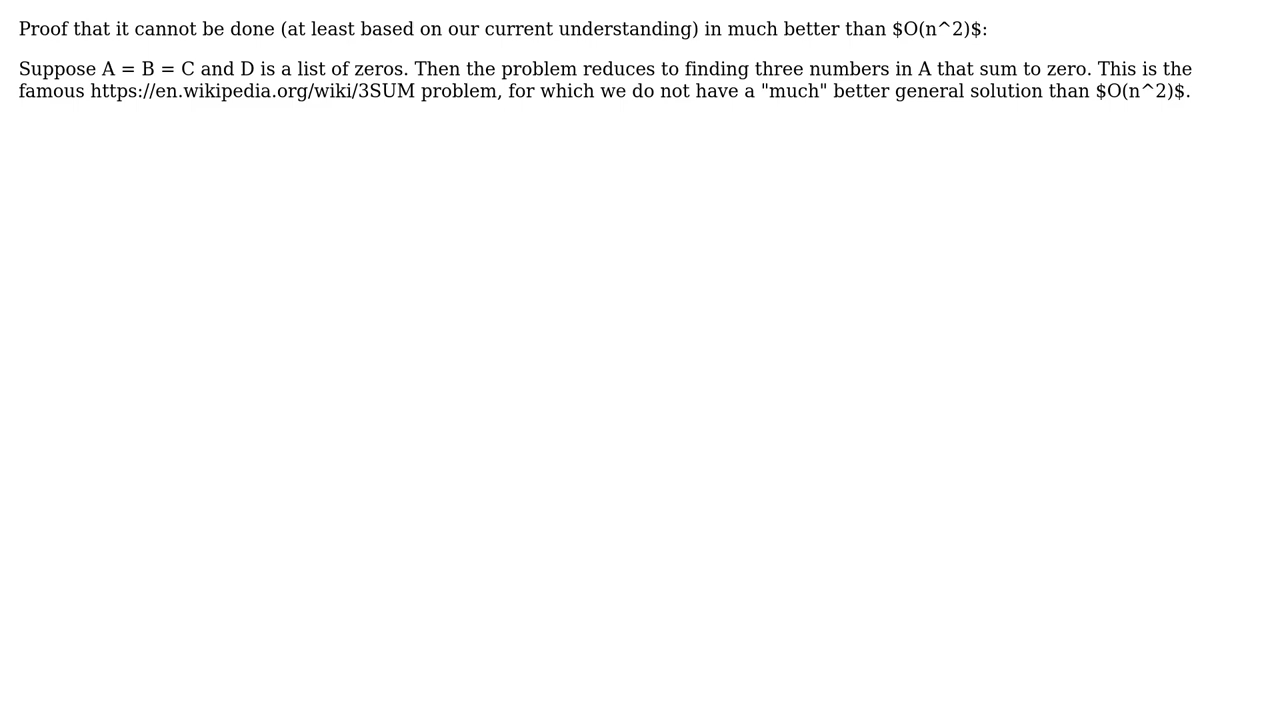 Proof that it cannot be done (at least based on our current understanding) in much better than $O(n^2)$:
Suppose A = B = C and D is a list of zeros. Then the problem reduces to finding three numbers in A that sum to zero. This is the
famous https://en.wikipedia.org/wiki/3SUM problem, for which we do not have a "much" better general solution than $O(n^2)$.